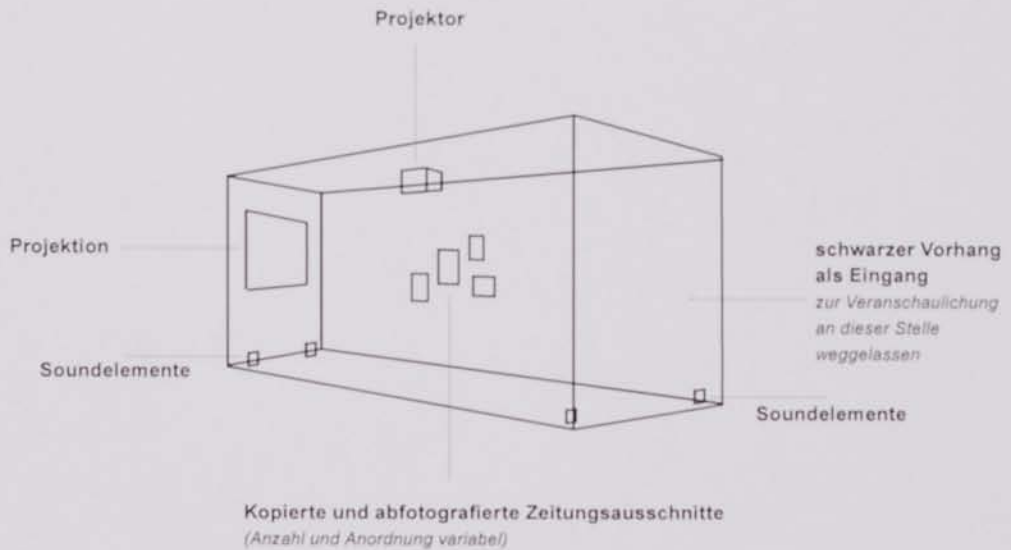 Projektor
Projektion
schwarzer Vorhang
als Eingang
zur Veranschaulichung
an dieser Stelle
weggelassen
Soundelemente
Soundelemente
Kopierte und abfotografierte Zeitungsausschnitte
(Anzahl und Anordnung variabel)